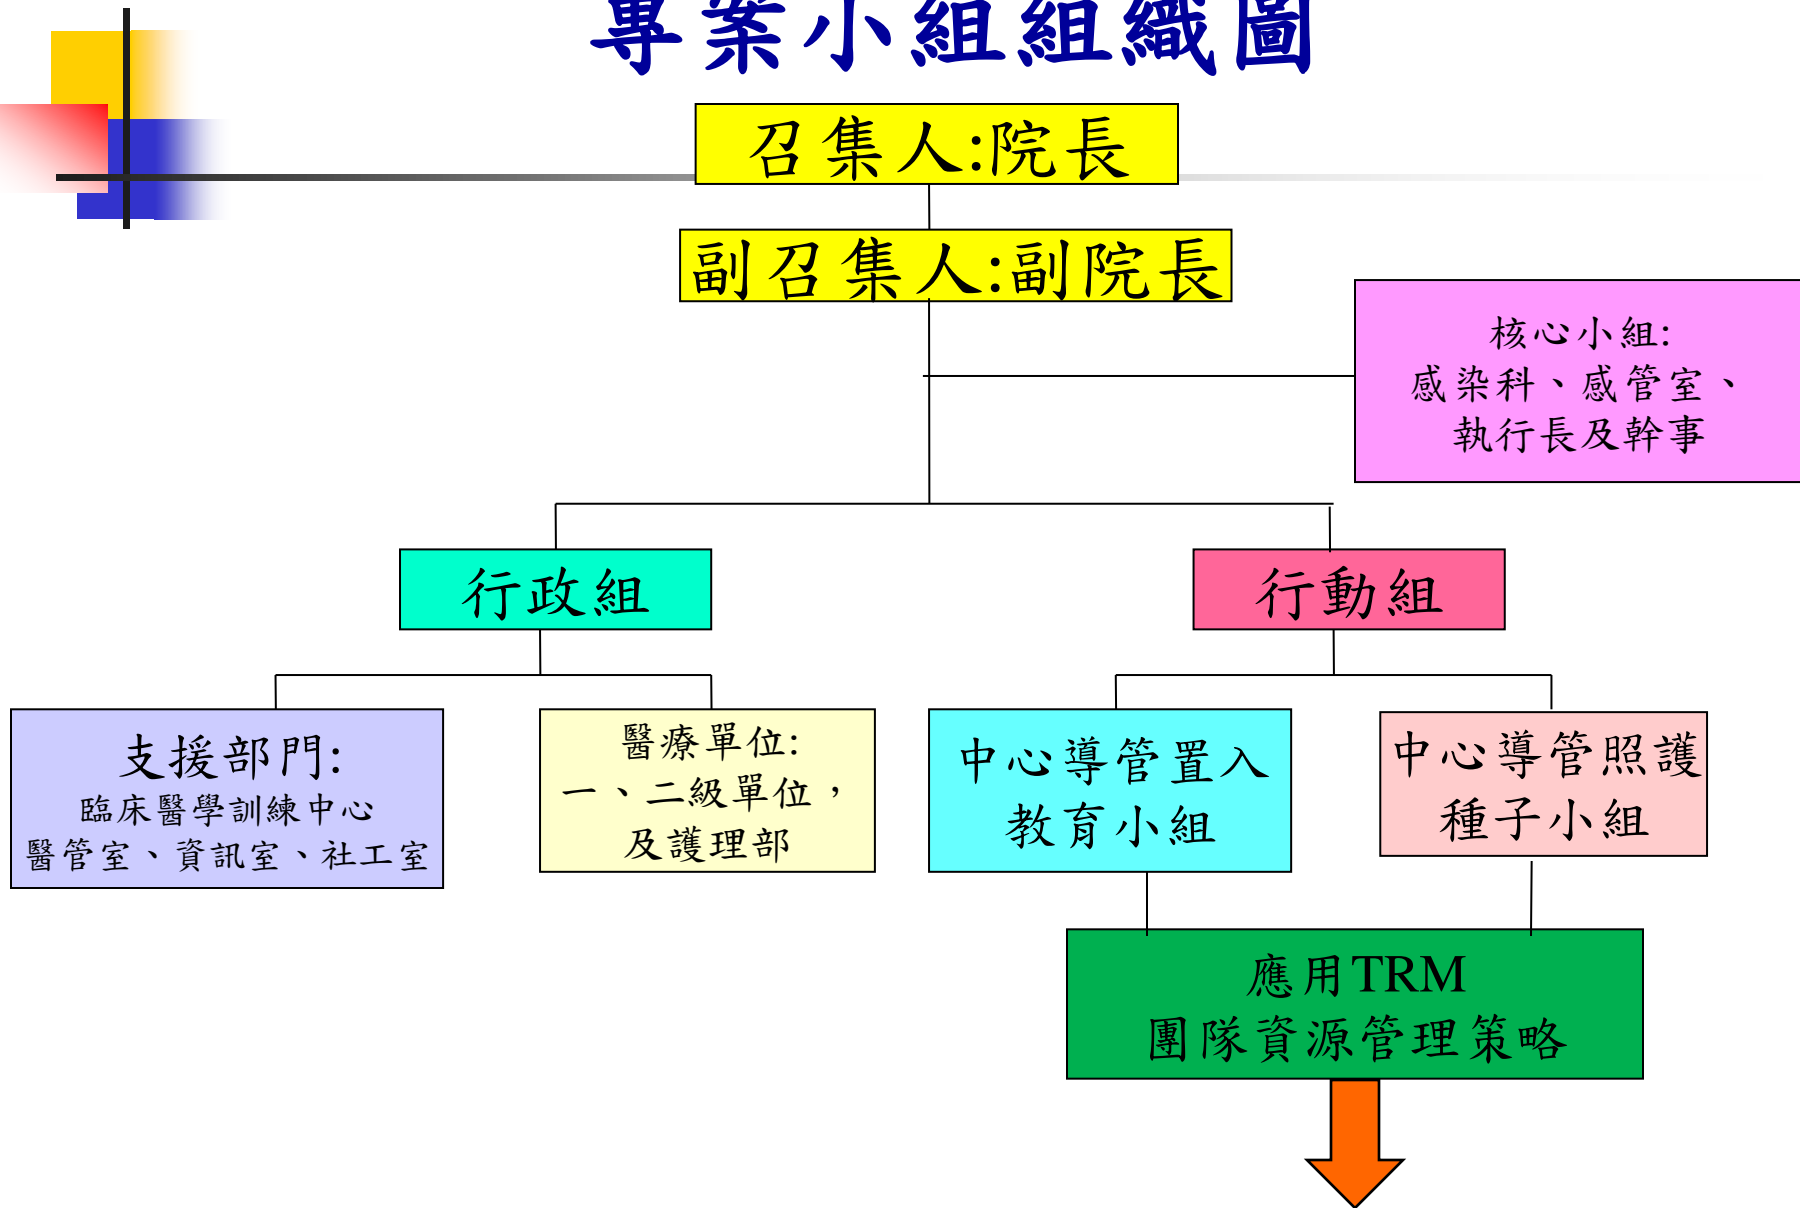 專案小組組織圖
召集人:院長
副召集人:副院長
核心小組:
感染科、感管室、
執行長及幹事
行政組
行動組
支援部門:
臨床醫學訓練中心
醫管室、資訊室、社工室
醫療單位:
一、二級單位，
及護理部
中心導管置入
教育小組
中心導管照護
種子小組
應用TRM
團隊資源管理策略